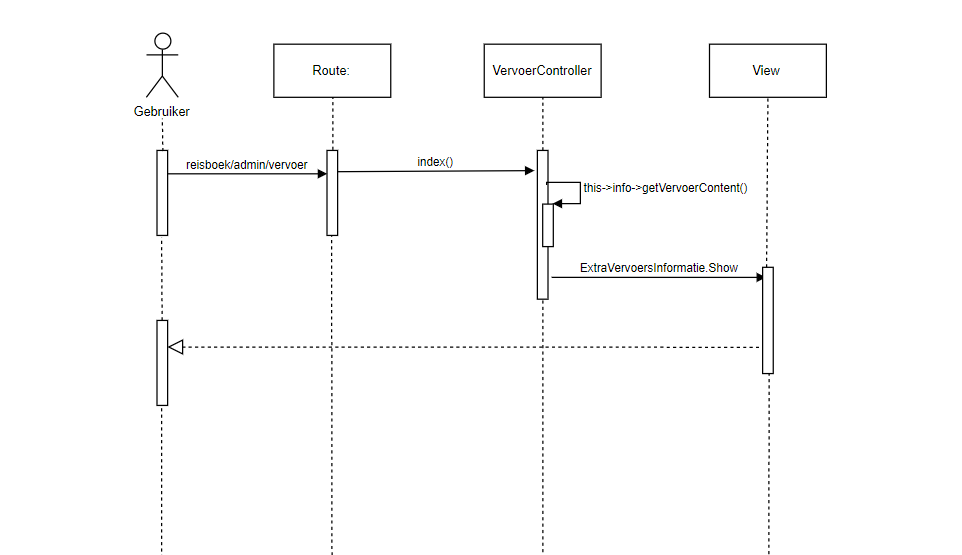 Route:
VervoerController
View
Gebruiker
reisboek/admin/vervoer
index()
this->info->getVervoerContent()
ExtraVervoersInformatie.Show